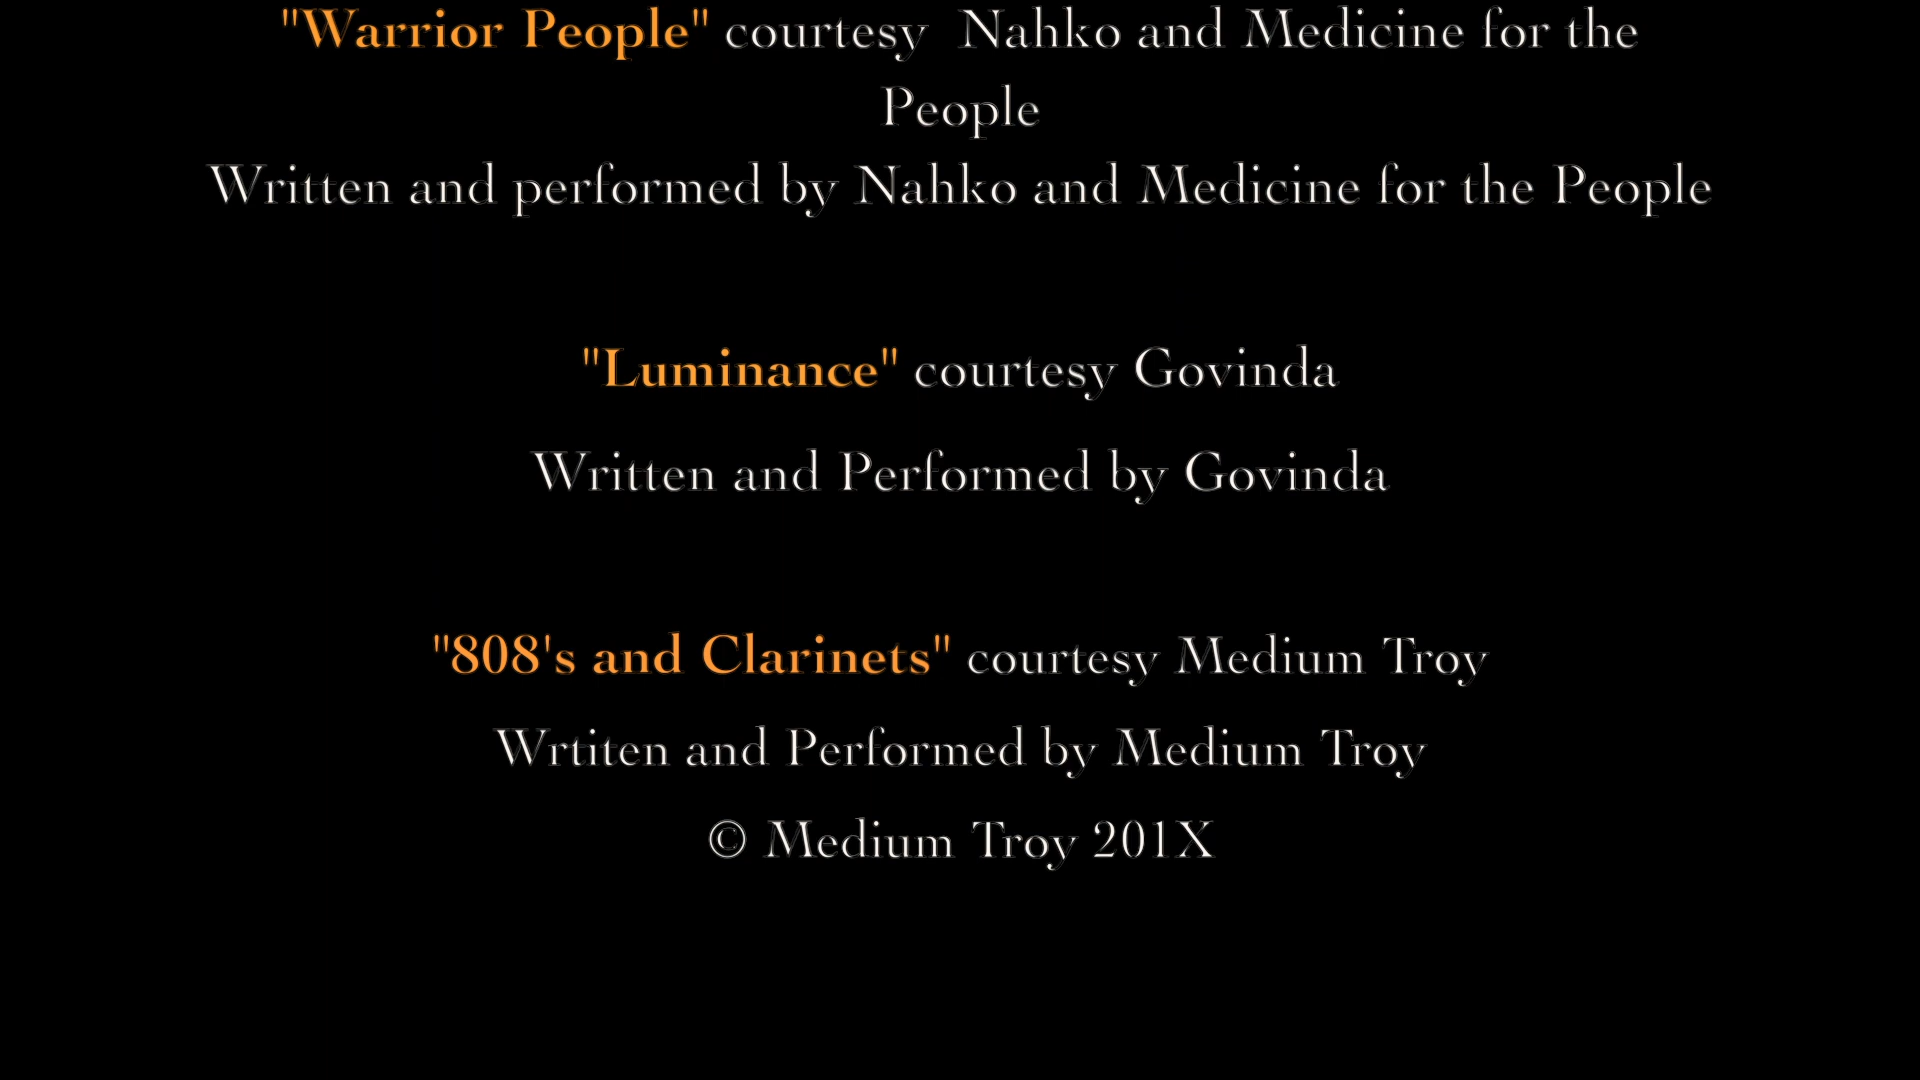 "Warrior People" courtesy  Nahko and Medicine for the
People
Written and performed by Nahko and Medicine for the People
"Luminance" courtesy Govinda
Written and Performed by Govinda
"808's and Clarinets" courtesy Medium Troy
Wrtiten and Performed by Medium Troy
© Medium Troy 201X